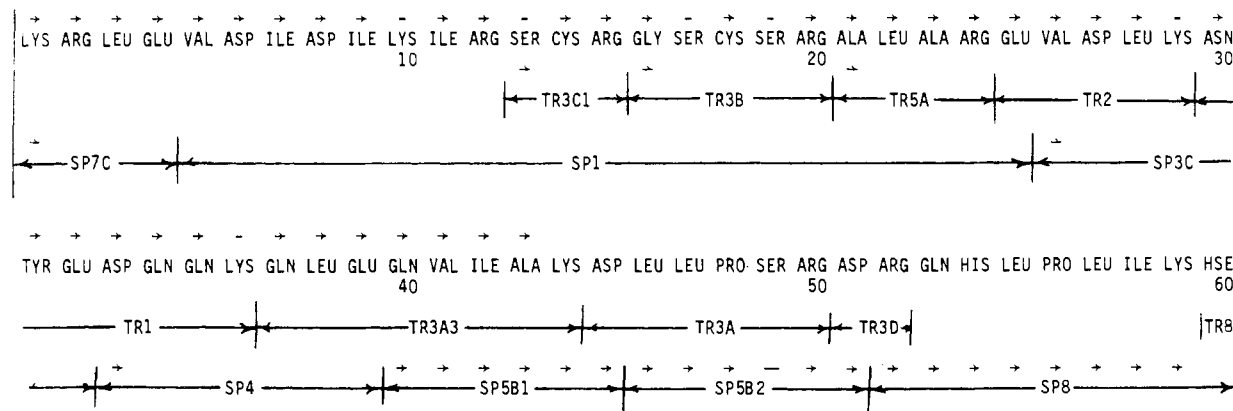 LYS ARG LEU GLU VAL ASP ILE ASP ILE LYS ILE ARG SER CYS ARG GLY SER CYS SER ARG ALA LEU ALA ARG GLU VAL ASP LEU LYS ASN
10 20 30
TR3C1 TR3B TR5A TR2
SP7C SP1 SP3C
TYR GLU ASP GLN GLN LYS GLN LEU GLU GLN VAL ILE ALA LYS ASP LEU LEU PRO SER ARG ASP ARG GLN HIS LEU PRO LEU ILE LYS HSE
40 50 60
TR1 TR3A3 TR3A TR3D TR8
SP4 SP5B1 SP5B2 SP8